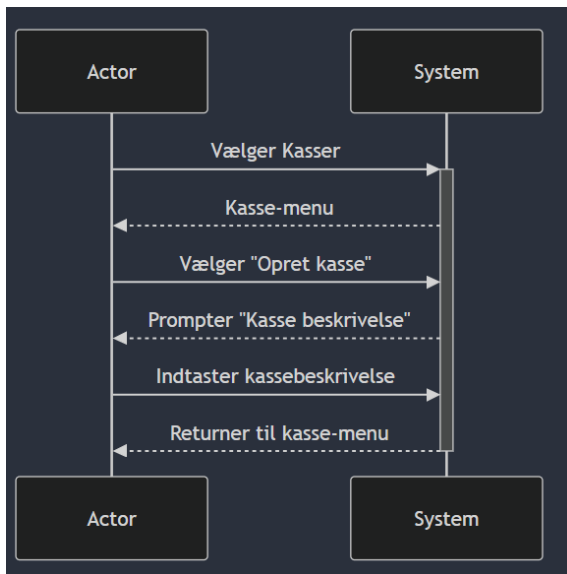 Actor
System
Vælger Kasser
Kasse-menu
Vælger "Opret kasse"
Prompter "Kasse beskrivelse"
Indtaster kassebeskrivelse
Returner til kasse-menu
Actor
System